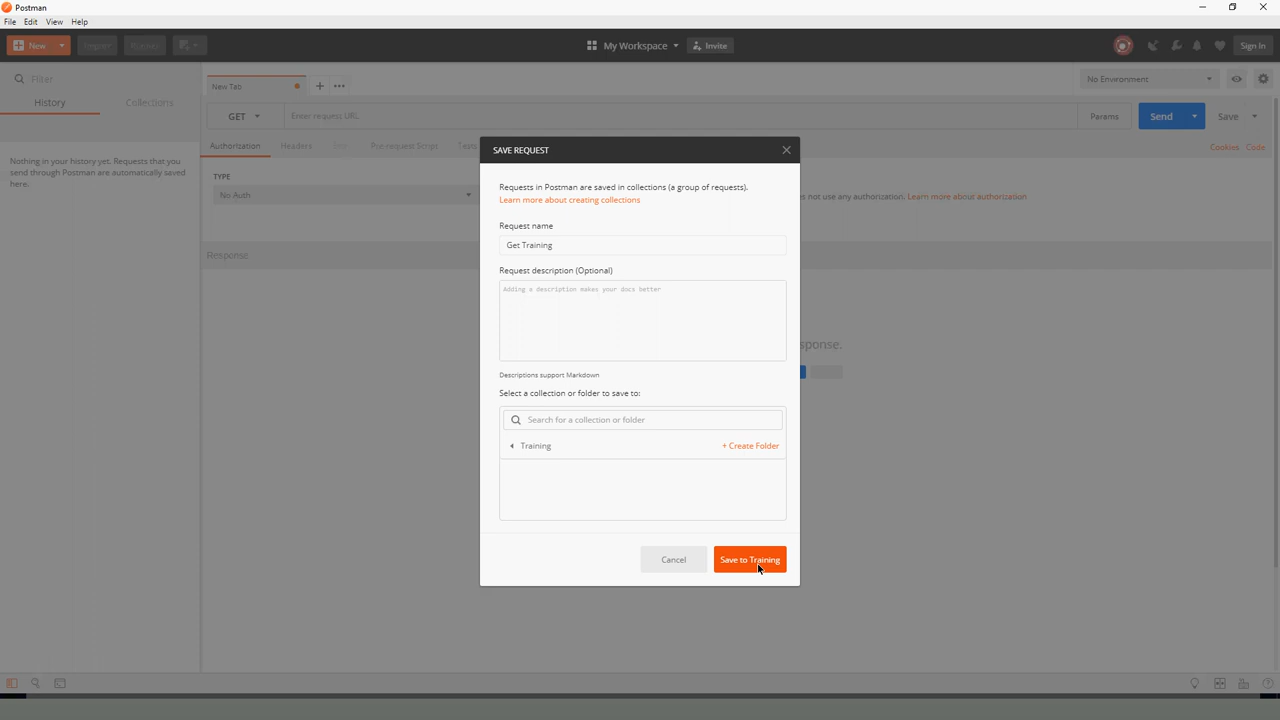 Postman
File Edit View Help
New Import Runner My Workspace Invite Sign In
Filter
History Collections
New Tab
No Environment
GET Enter request URL Params Send Save
Authorization Headers Pre-request Script Tests Cookies Code
Nothing in your history yet. Requests that you
send through Postman are automatically saved
here.
TYPE
No Auth
not use any authorization. Learn more about authorization
Response
sponse.
SAVE REQUEST
Requests in Postman are saved in collections (a group of requests).
Learn more about creating collections
Request name
Get Training
Request description (Optional)
Adding a description makes your docs better
Descriptions support Markdown
Select a collection or folder to save to:
Search for a collection or folder
Training + Create Folder
Cancel Save to Training